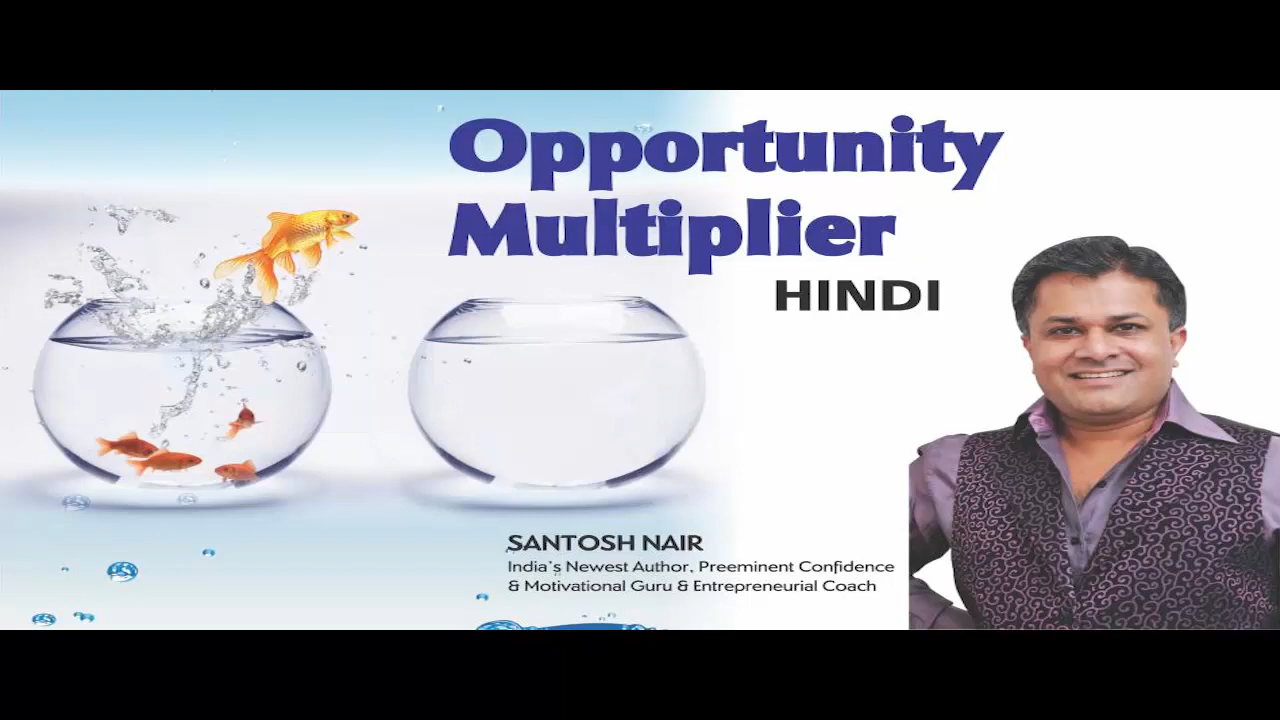 Opportunity
Multiplier
HINDI
SANTOSH NAIR
India's Newest Author, Preeminent Confidence
& Motivational Guru & Entrepreneurial Coach